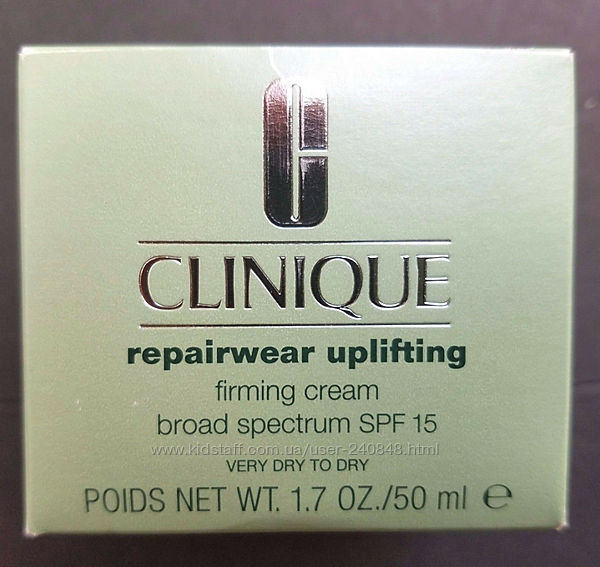 CLINIQUE
repairwear uplifting
firming cream
broad spectrum SPF 15
www.kidstaff.com.ua/user-240848.html
VERY DRY TO DRY
POIDS NET WT. 1.7 OZ./50 ml ℮